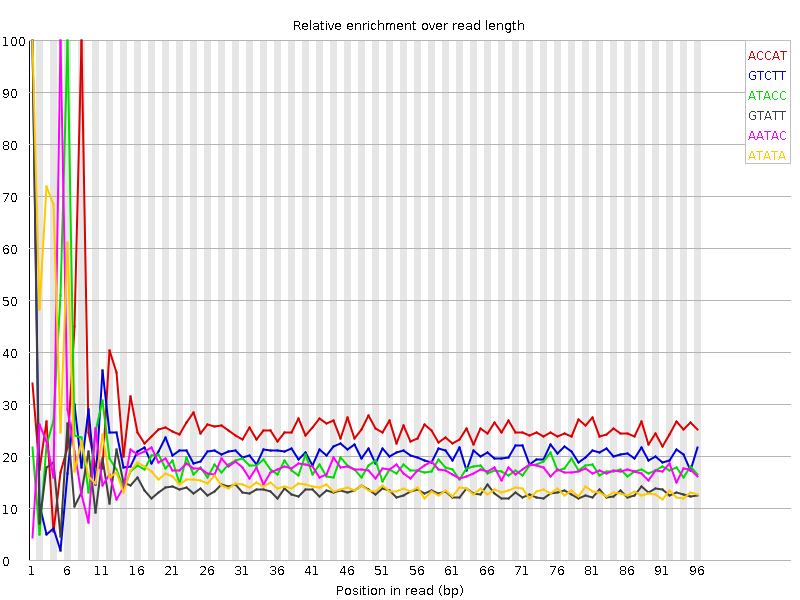 Relative enrichment over read length
100
90
80
70
60
50
40
30
20
10
0
ACCAT
GTCTT
ATACC
GTATT
AATAC
ATATA
1 6 11 16 21 26 31 36 41 46 51 56 61 66 71 76 81 86 91 96
Position in read (bp)